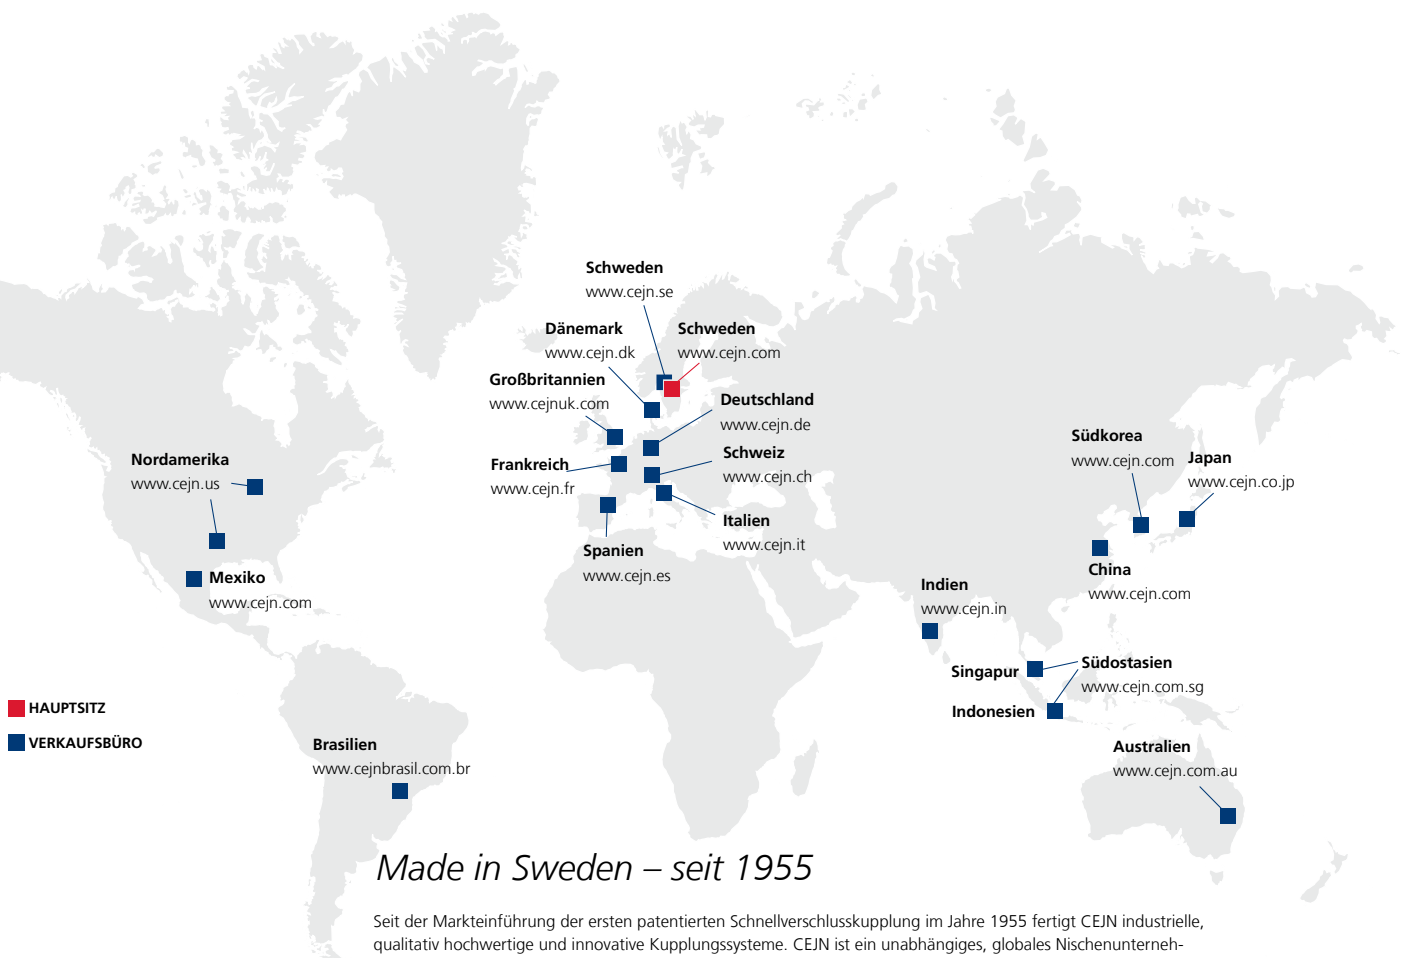 Schweden
www.cejn.se
Dänemark
www.cejn.dk
Schweden
www.cejn.com
Großbritannien
www.cejnuk.com
Deutschland
www.cejn.de
Frankreich
www.cejn.fr
Schweiz
www.cejn.ch
Italien
www.cejn.it
Spanien
www.cejn.es
Nordamerika
www.cejn.us
Mexiko
www.cejn.com
Südkorea
www.cejn.com
Japan
www.cejn.co.jp
China
www.cejn.com
Indien
www.cejn.in
Singapur
Südostasien
www.cejn.com.sg
Indonesien
HAUPTSITZ
VERKAUFSBÜRO
Brasilien
www.cejnbrasil.com.br
Australien
www.cejn.com.au
Made in Sweden – seit 1955
Seit der Markteinführung der ersten patentierten Schnellverschlusskupplung im Jahre 1955 fertigt CEJN industrielle,
qualitativ hochwertige und innovative Kupplungssysteme. CEJN ist ein unabhängiges, globales Nischenunterneh-